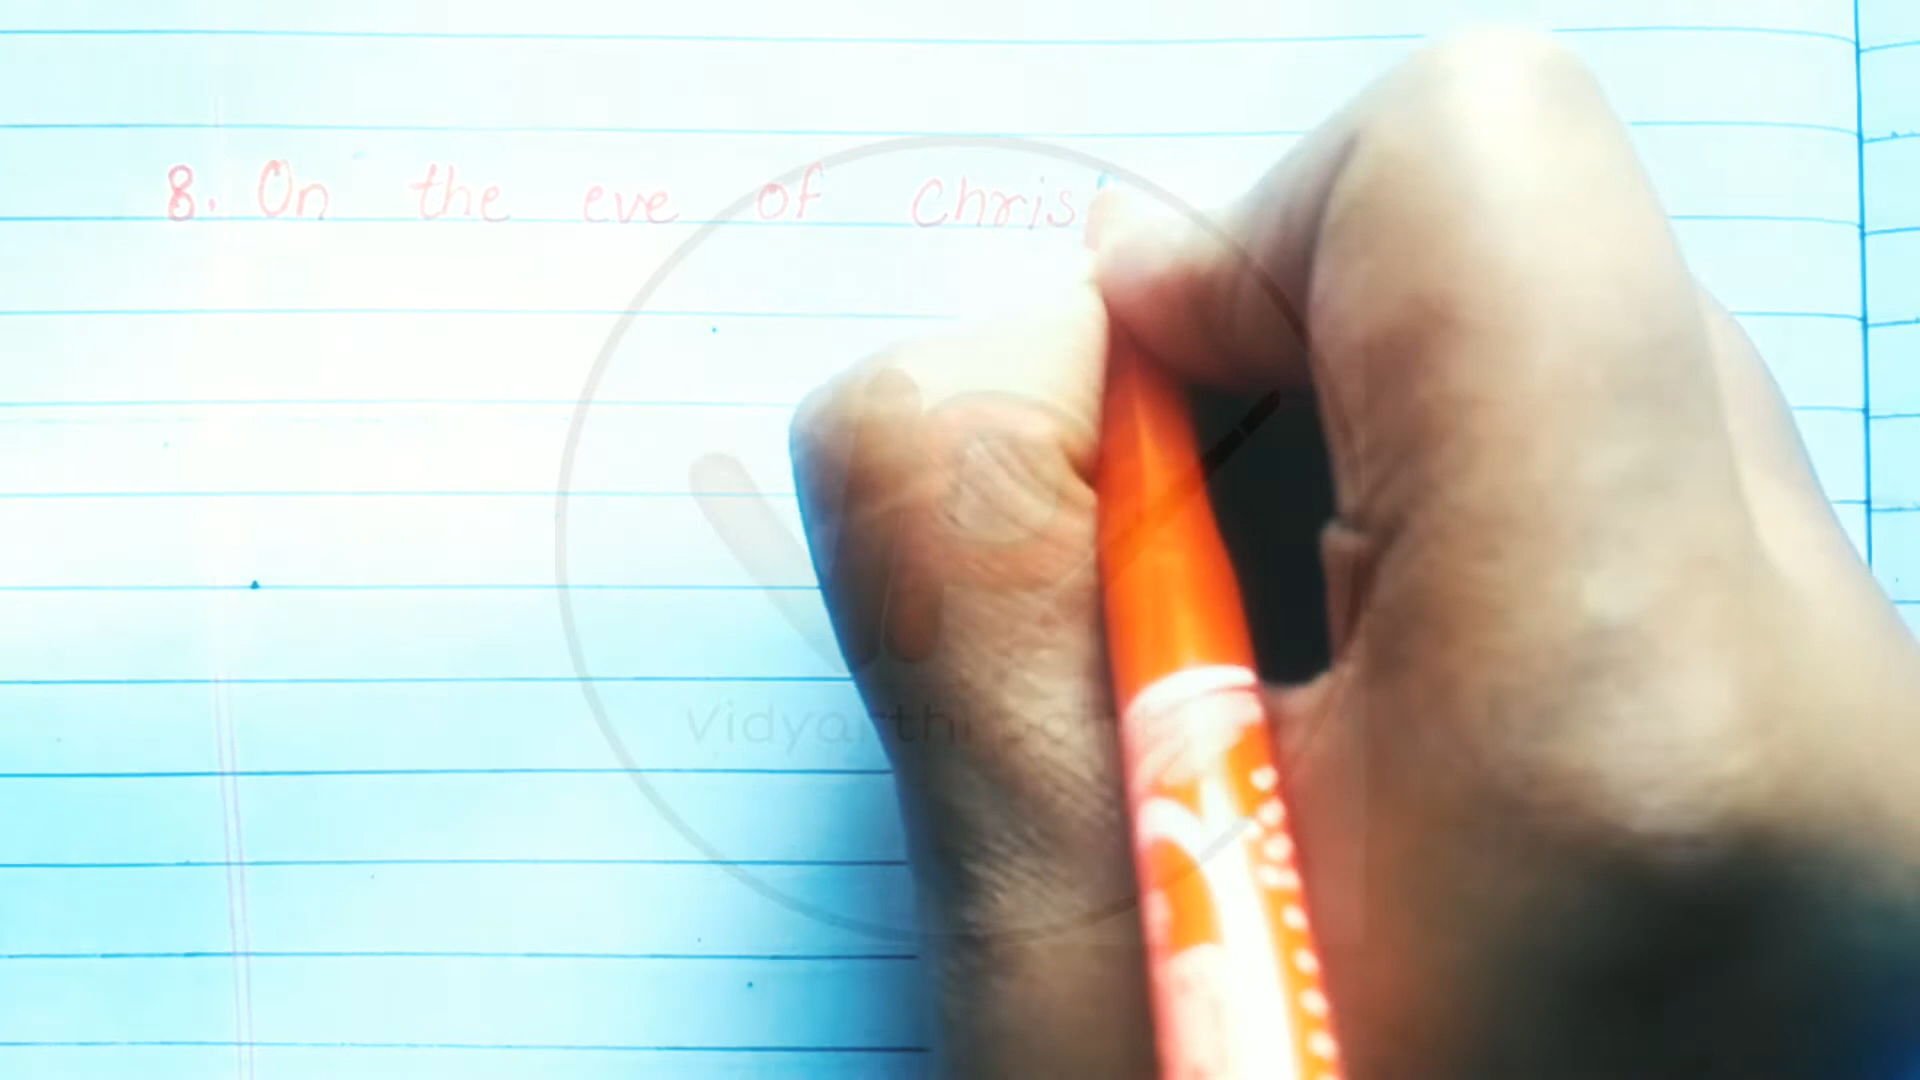 8. On the eve of Chris